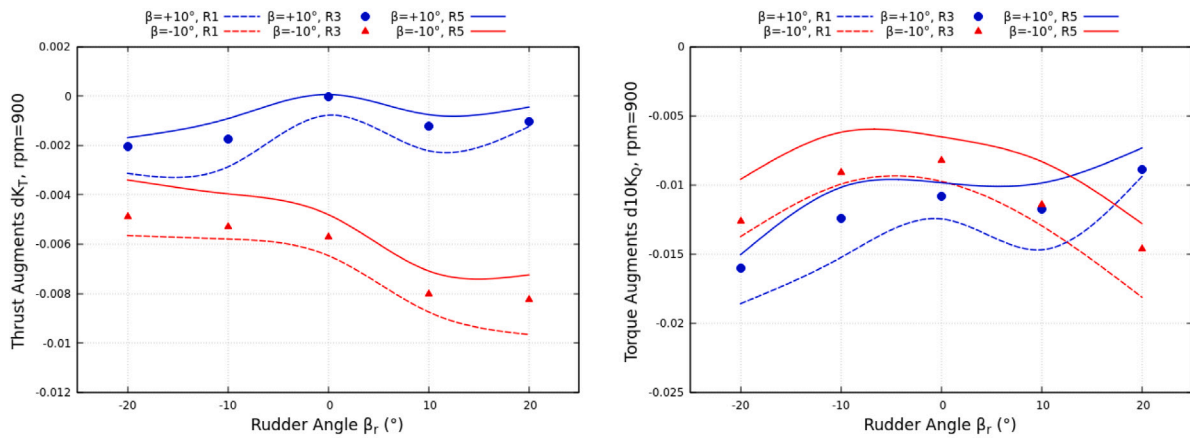 β=+10°, R1 β=+10°, R3 β=+10°, R5
β=-10°, R1 β=-10°, R3 β=-10°, R5
0.002
0
-0.002
-0.004
-0.006
-0.008
-0.01
-0.012
Thrust Augments dK_T, rpm=900
-20 -10 0 10 20
Rudder Angle β_r (°)
β=+10°, R1 β=+10°, R3 β=+10°, R5
β=-10°, R1 β=-10°, R3 β=-10°, R5
0
-0.005
-0.01
-0.015
-0.02
-0.025
Torque Augments d10K_Q, rpm=900
-20 -10 0 10 20
Rudder Angle β_r (°)